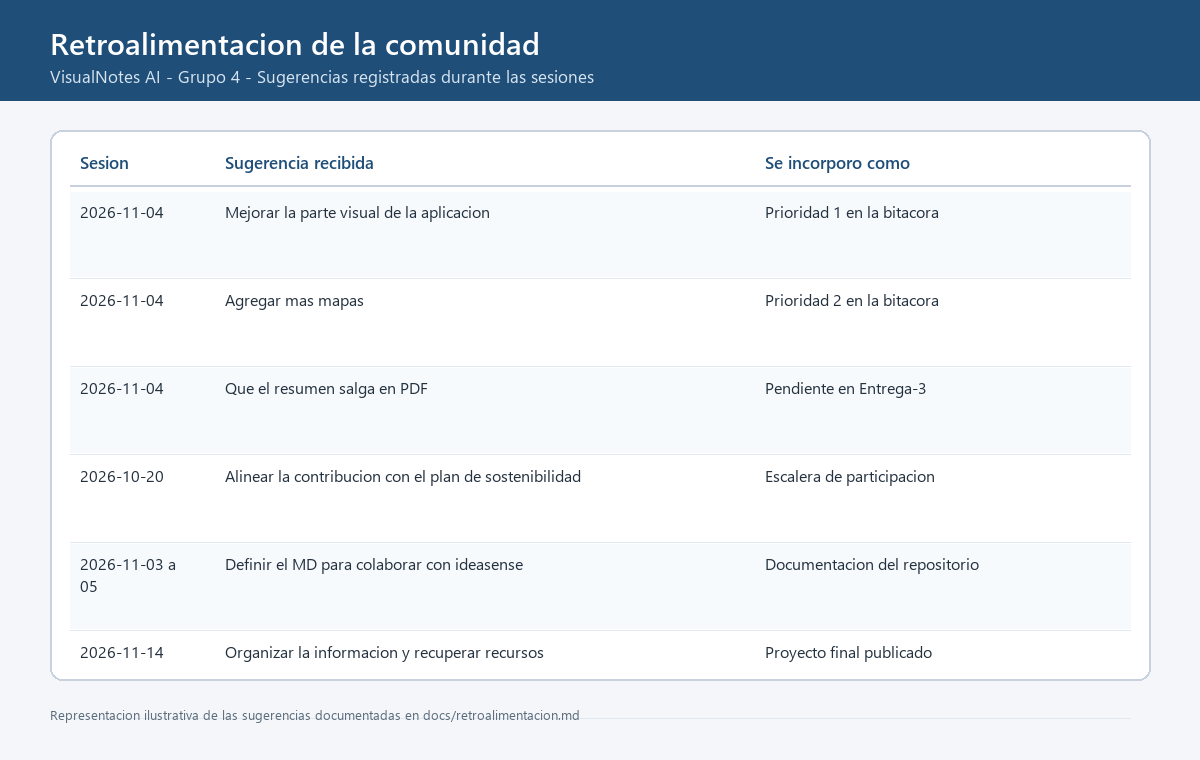 Retroalimentacion de la comunidad
VisualNotes AI - Grupo 4 - Sugerencias registradas durante las sesiones
Sesion Sugerencia recibida Se incorporo como
2026-11-04 Mejorar la parte visual de la aplicacion Prioridad 1 en la bitacora
2026-11-04 Agregar mas mapas Prioridad 2 en la bitacora
2026-11-04 Que el resumen salga en PDF Pendiente en Entrega-3
2026-10-20 Alinear la contribucion con el plan de sostenibilidad Escalera de participacion
2026-11-03 a Definir el MD para colaborar con ideasense Documentacion del repositorio
05
2026-11-14 Organizar la informacion y recuperar recursos Proyecto final publicado
Representacion ilustrativa de las sugerencias documentadas en docs/retroalimentacion.md